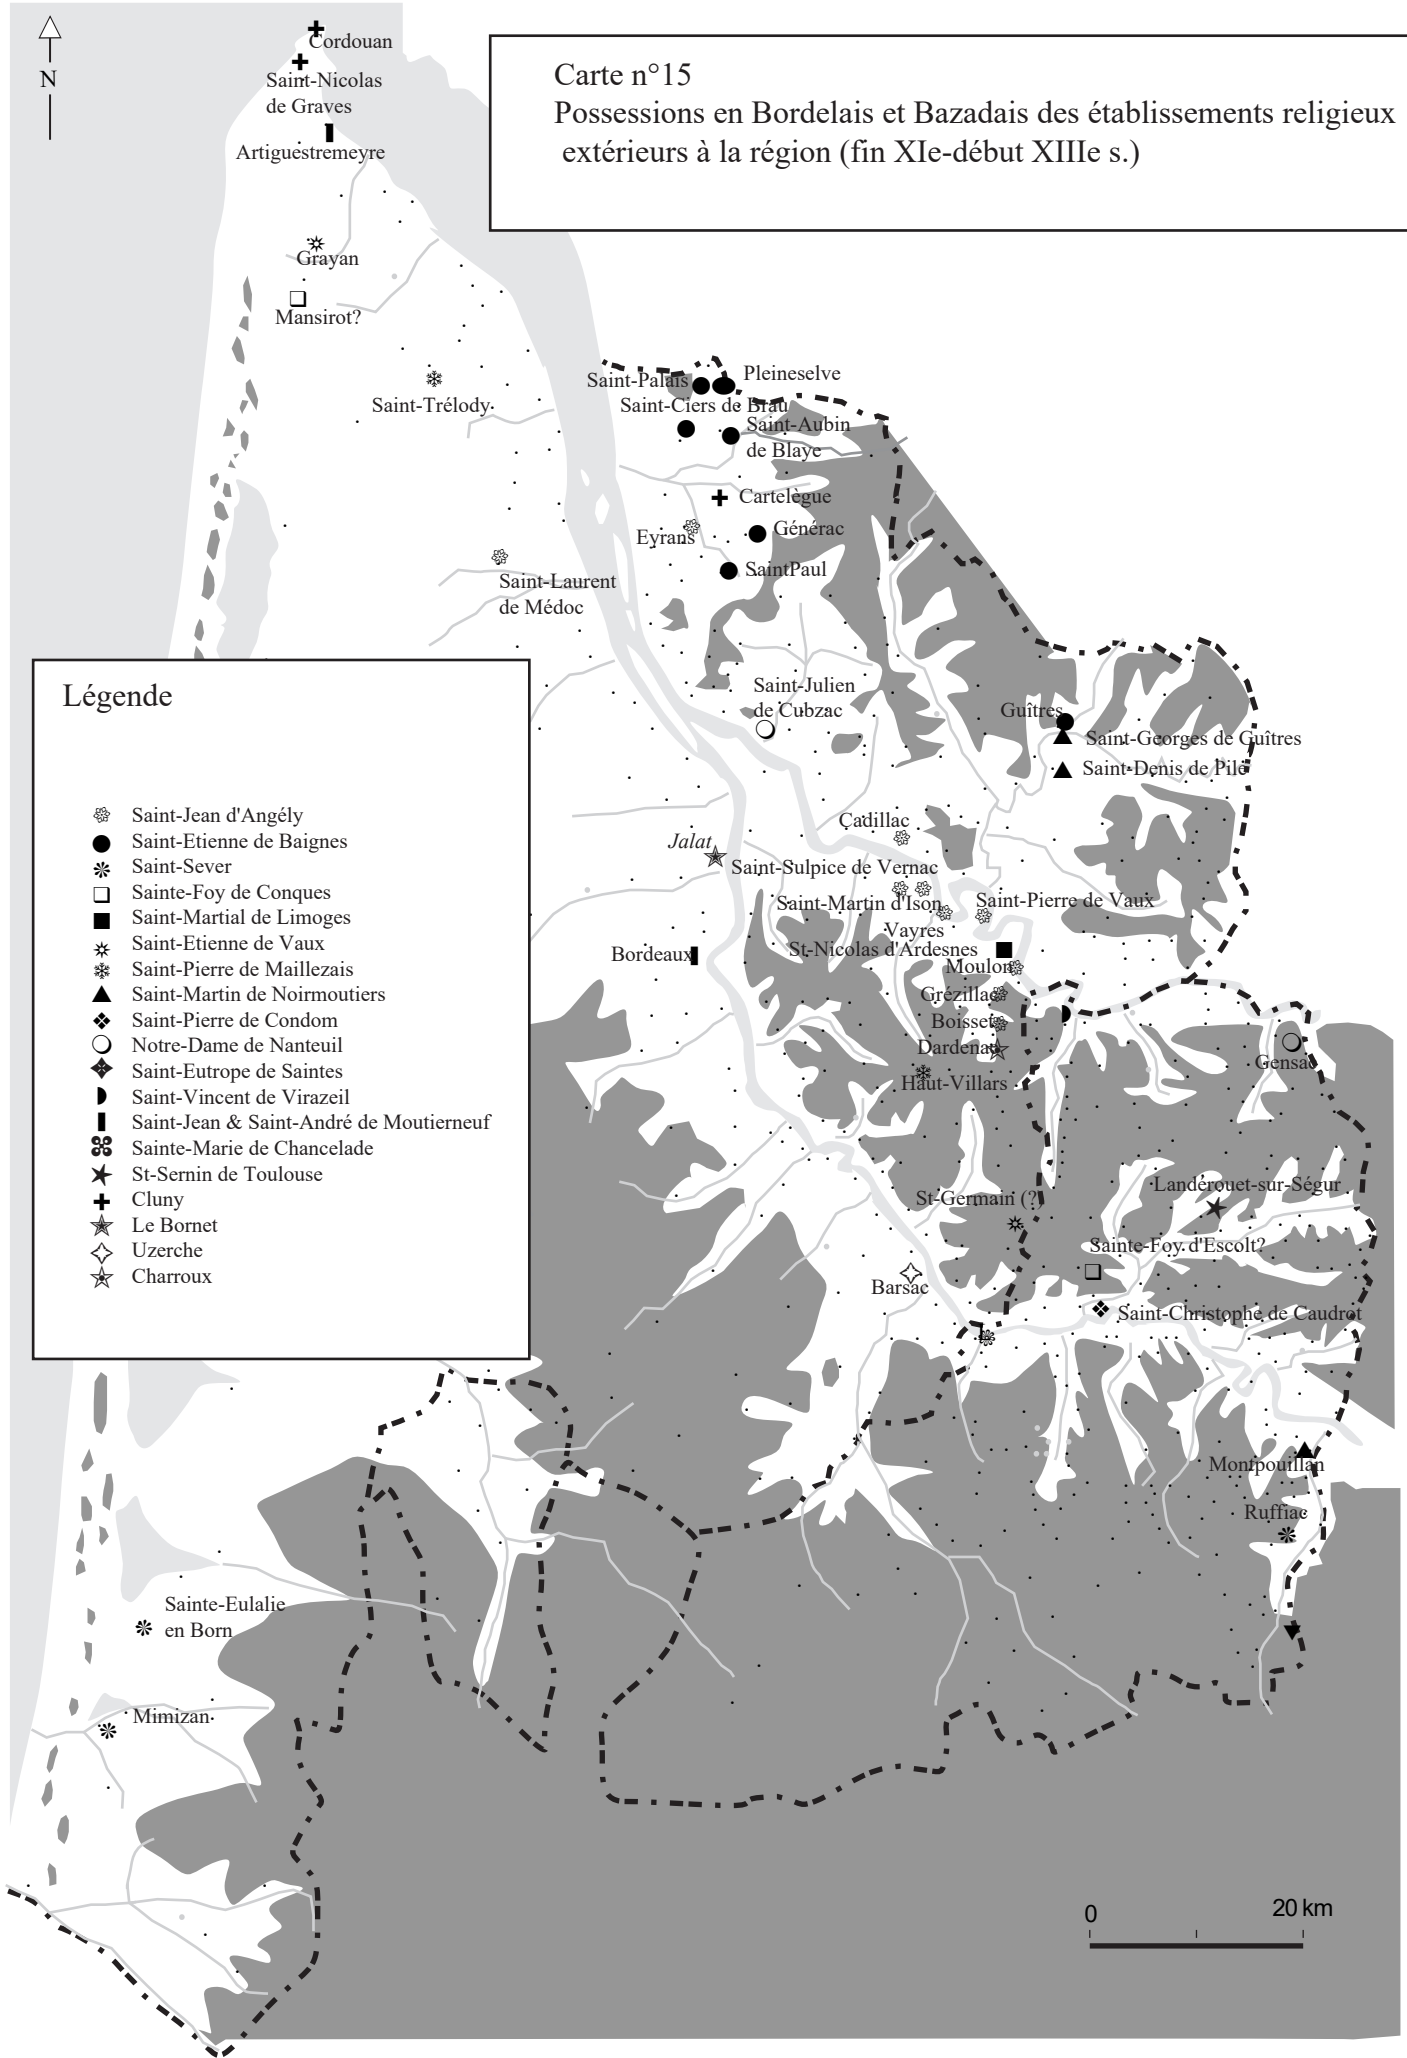 Cordouan
N
Saint-Nicolas
de Graves
Artiguestremeyre
Carte n°15
Possessions en Bordelais et Bazadais des établissements religieux
extérieurs à la région (fin XIe-début XIIIe s.)
Grayan
Mansirot?
Saint-Trélody
Saint-Palais
Pleineselve
Saint-Ciers de Brau
Saint-Aubin
de Blaye
Cartelègue
Eyrans
Générac
SaintPaul
Saint-Laurent
de Médoc
Saint-Julien
de Cubzac
Guîtres
Saint-Georges de Guîtres
Saint-Denis de Pile
Cadillac
Jalat
Saint-Sulpice de Vernac
Saint-Martin d'Ison
Saint-Pierre de Vaux
Vayres
St-Nicolas d'Ardesnes
Bordeaux
Moulon
Grézillac
Boisset
Dardenac
Haut-Villars
Gensac
Landérouet-sur-Ségur
St-Germain (?)
Sainte-Foy d'Escolt?
Barsac
Saint-Christophe de Caudrot
Montpouillan
Ruffiac
Sainte-Eulalie
en Born
Mimizan
Légende
Saint-Jean d'Angély
Saint-Etienne de Baignes
Saint-Sever
Sainte-Foy de Conques
Saint-Martial de Limoges
Saint-Etienne de Vaux
Saint-Pierre de Maillezais
Saint-Martin de Noirmoutiers
Saint-Pierre de Condom
Notre-Dame de Nanteuil
Saint-Eutrope de Saintes
Saint-Vincent de Virazeil
Saint-Jean & Saint-André de Moutierneuf
Sainte-Marie de Chancelade
St-Sernin de Toulouse
Cluny
Le Bornet
Uzerche
Charroux
0
20 km